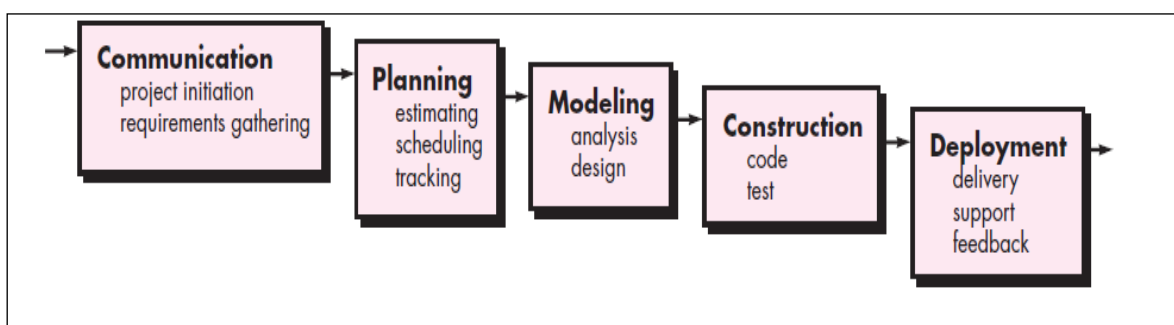 Communication
project initiation
requirements gathering
Planning
estimating
scheduling
tracking
Modeling
analysis
design
Construction
code
test
Deployment
delivery
support
feedback